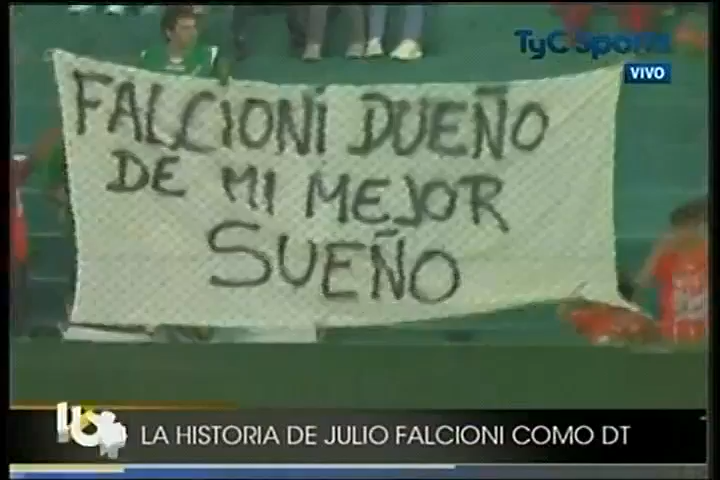 TyC Sports
VIVO
FALCIONI DUEÑO
DE MI MEJOR
SUEÑO
LA HISTORIA DE JULIO FALCIONI COMO DT